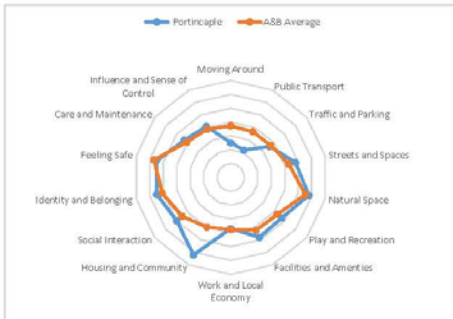 Portincaple
A&B Average
Moving Around
Public Transport
Traffic and Parking
Streets and Spaces
Natural Space
Play and Recreation
Facilities and Amenties
Work and Local
Economy
Housing and Community
Social Interaction
Identity and Belonging
Feeling Safe
Care and Maintenance
Influence and Sense of
Control